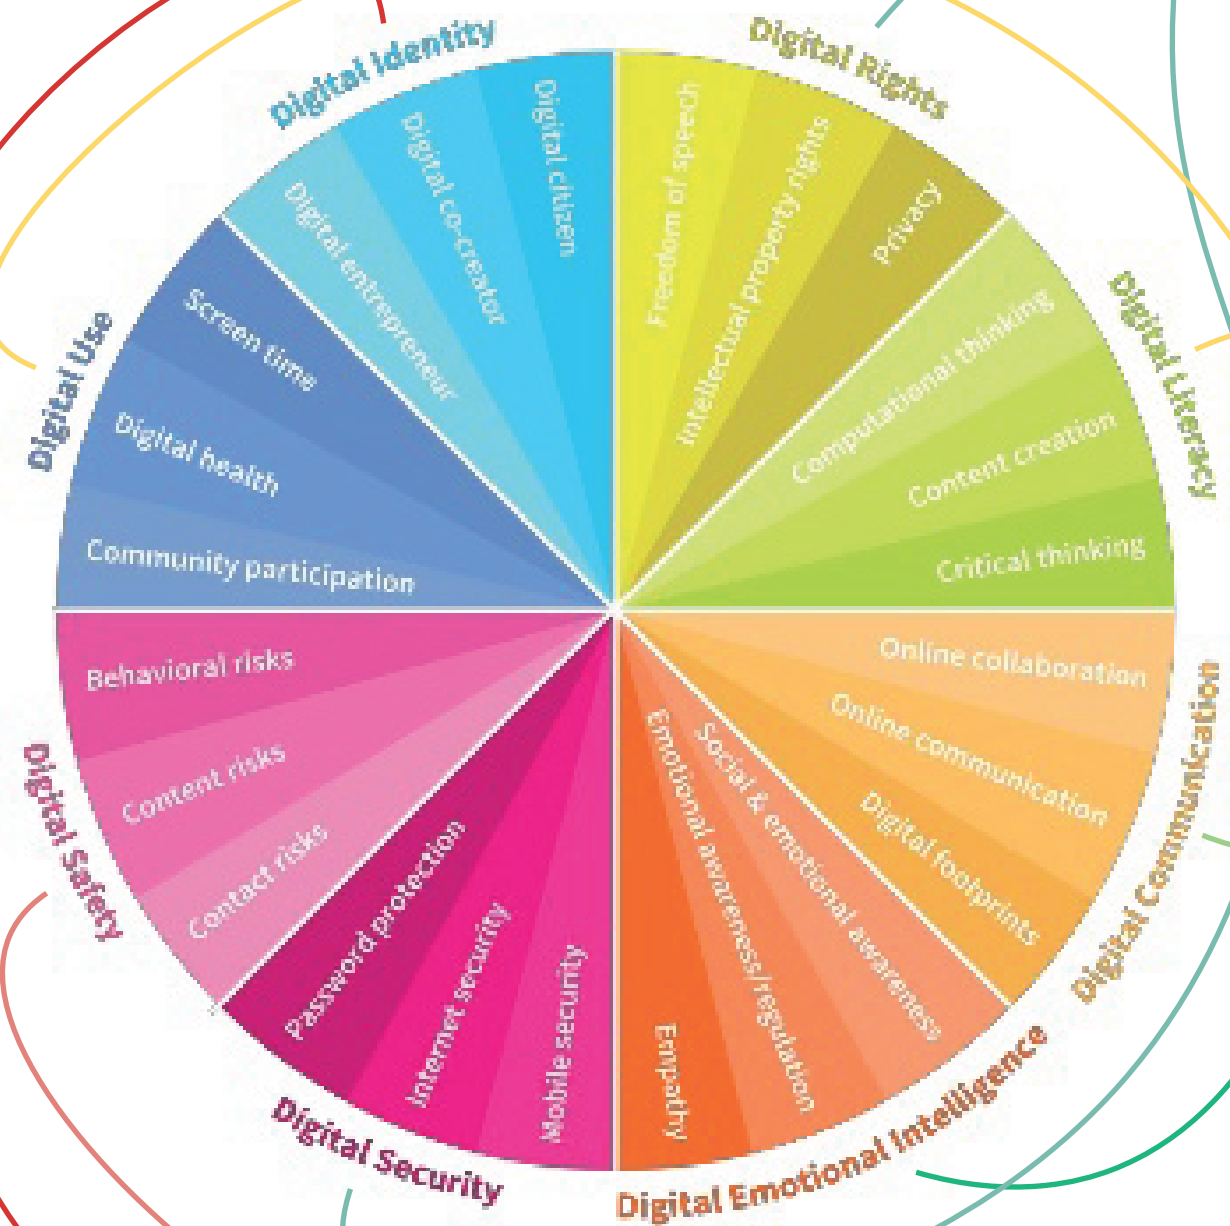 Digital Rights
Freedom of speech
Intellectual property rights
Privacy
Digital Literacy
Computational thinking
Content creation
Critical thinking
Digital Communication
Online collaboration
Online communication
Digital footprints
Digital Emotional Intelligence
Social & emotional awareness
Emotional awareness/regulation
Empathy
Digital Security
Mobile security
Internet security
Password protection
Digital Safety
Contact risks
Content risks
Behavioral risks
Digital Use
Community participation
Digital health
Screen time
Digital Identity
Digital entrepreneur
Digital co-creator
Digital citizen